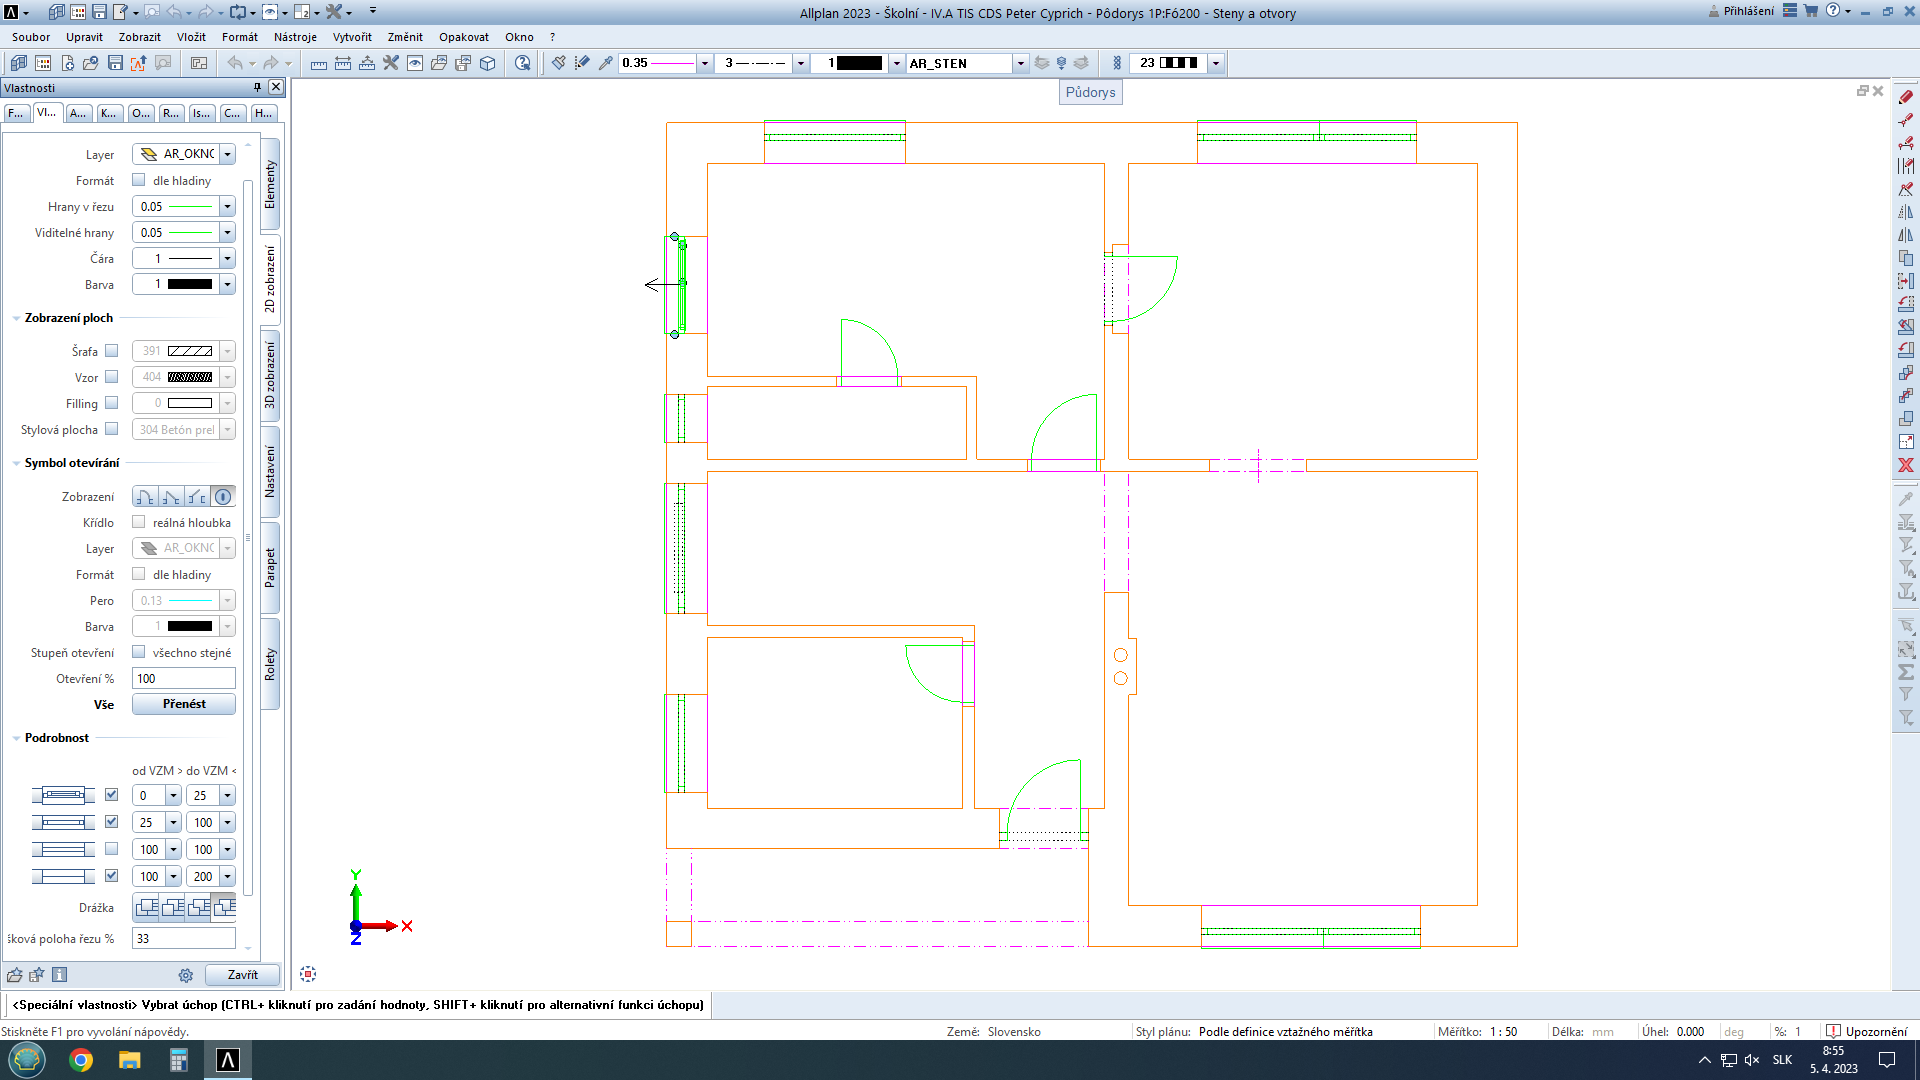 Allplan 2023 - Školní - IV.A TIS CDS Peter Cyprich - Pôdorys 1P:F6200 - Steny a otvory
Přihlášení
Soubor Upravit Zobrazit Vložit Formát Nástroje Vytvořit Změnit Opakovat Okno ?
0.35 3 1 AR_STEN 23
Vlastnosti
F... Vl... A... K... O... R... Is... C... H...
Půdorys
Layer AR_OKNO
Formát dle hladiny
Hrany v řezu 0.05
Viditelné hrany 0.05
Čára 1
Barva 1
Zobrazení ploch
Šrafa 391
Vzor 404
Filling 0
Stylová plocha 304 Betón prel
Symbol otevírání
Zobrazení
Křídlo reálná hloubka
Layer AR_OKNO
Formát dle hladiny
Pero 0.13
Barva 1
Stupeň otevření všechno stejné
Otevření % 100
Vše Přenést
Podrobnost
od VZM > do VZM <
0 25
25 100
100 100
100 200
Drážka
šková poloha řezu % 33
Zavřít
Elementy
2D zobrazení
3D zobrazení
Nastavení
Parapet
Rolety
Y
X
Z
<Speciální vlastnosti> Vybrat úchop (CTRL+ kliknutí pro zadání hodnoty, SHIFT+ kliknutí pro alternativní funkci úchopu)
Stiskněte F1 pro vyvolání nápovědy.
Země: Slovensko
Styl plánu: Podle definice vztažného měřítka
Měřítko: 1 : 50
Délka: mm
Úhel: 0.000 deg
%: 1
Upozornění
SLK
8:55
5. 4. 2023